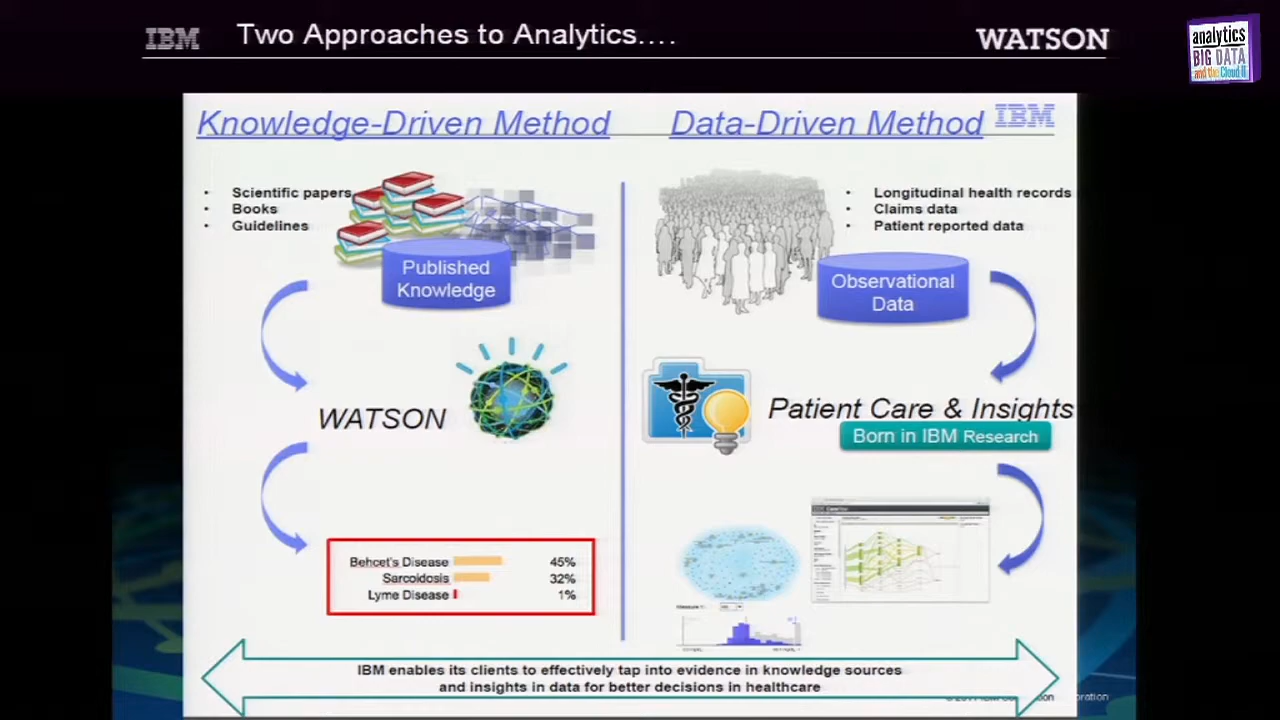 IBM
Two Approaches to Analytics....
WATSON
analytics
BIG DATA
and the Cloud II
Knowledge-Driven Method
Data-Driven Method
IBM
• Scientific papers
• Books
• Guidelines
Published
Knowledge
• Longitudinal health records
• Claims data
• Patient reported data
Observational
Data
WATSON
Patient Care & Insights
Born in IBM Research
Behcet's Disease 45%
Sarcoidosis 32%
Lyme Disease 1%
IBM enables its clients to effectively tap into evidence in knowledge sources
and insights in data for better decisions in healthcare